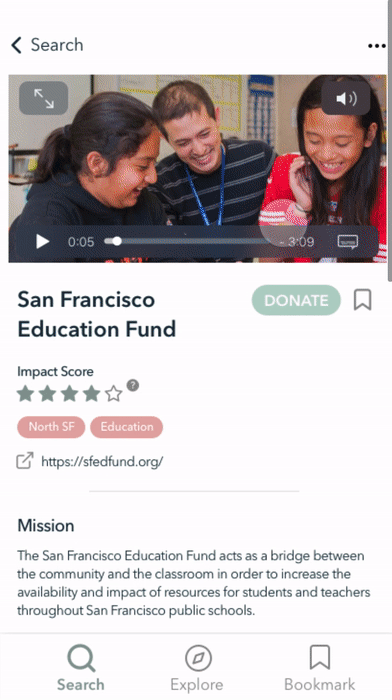 Search
0:05
- 3:09
San Francisco
Education Fund
DONATE
Impact Score
?
North SF
Education
https://sfedfund.org/
Mission
The San Francisco Education Fund acts as a bridge between
the community and the classroom in order to increase the
availability and impact of resources for students and teachers
throughout San Francisco public schools.
Search
Explore
Bookmark